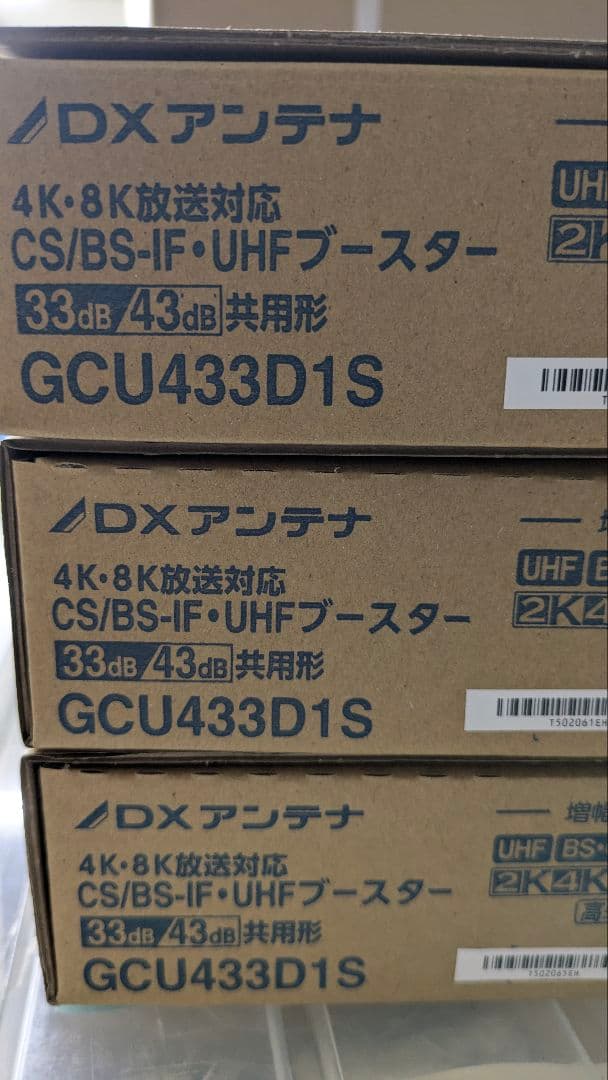 DXアンテナ
4K・8K放送対応
CS/BS-IF・UHFブースター
33dB/43dB共用形
GCU433D1S
UHF
2K
DXアンテナ
4K・8K放送対応
CS/BS-IF・UHFブースター
33dB/43dB共用形
GCU433D1S
UHF
2K4
T502061EH
DXアンテナ
4K・8K放送対応
CS/BS-IF・UHFブースター
33dB/43dB共用形
GCU433D1S
増幅
UHF BS・
2K4K
高
T502065EH